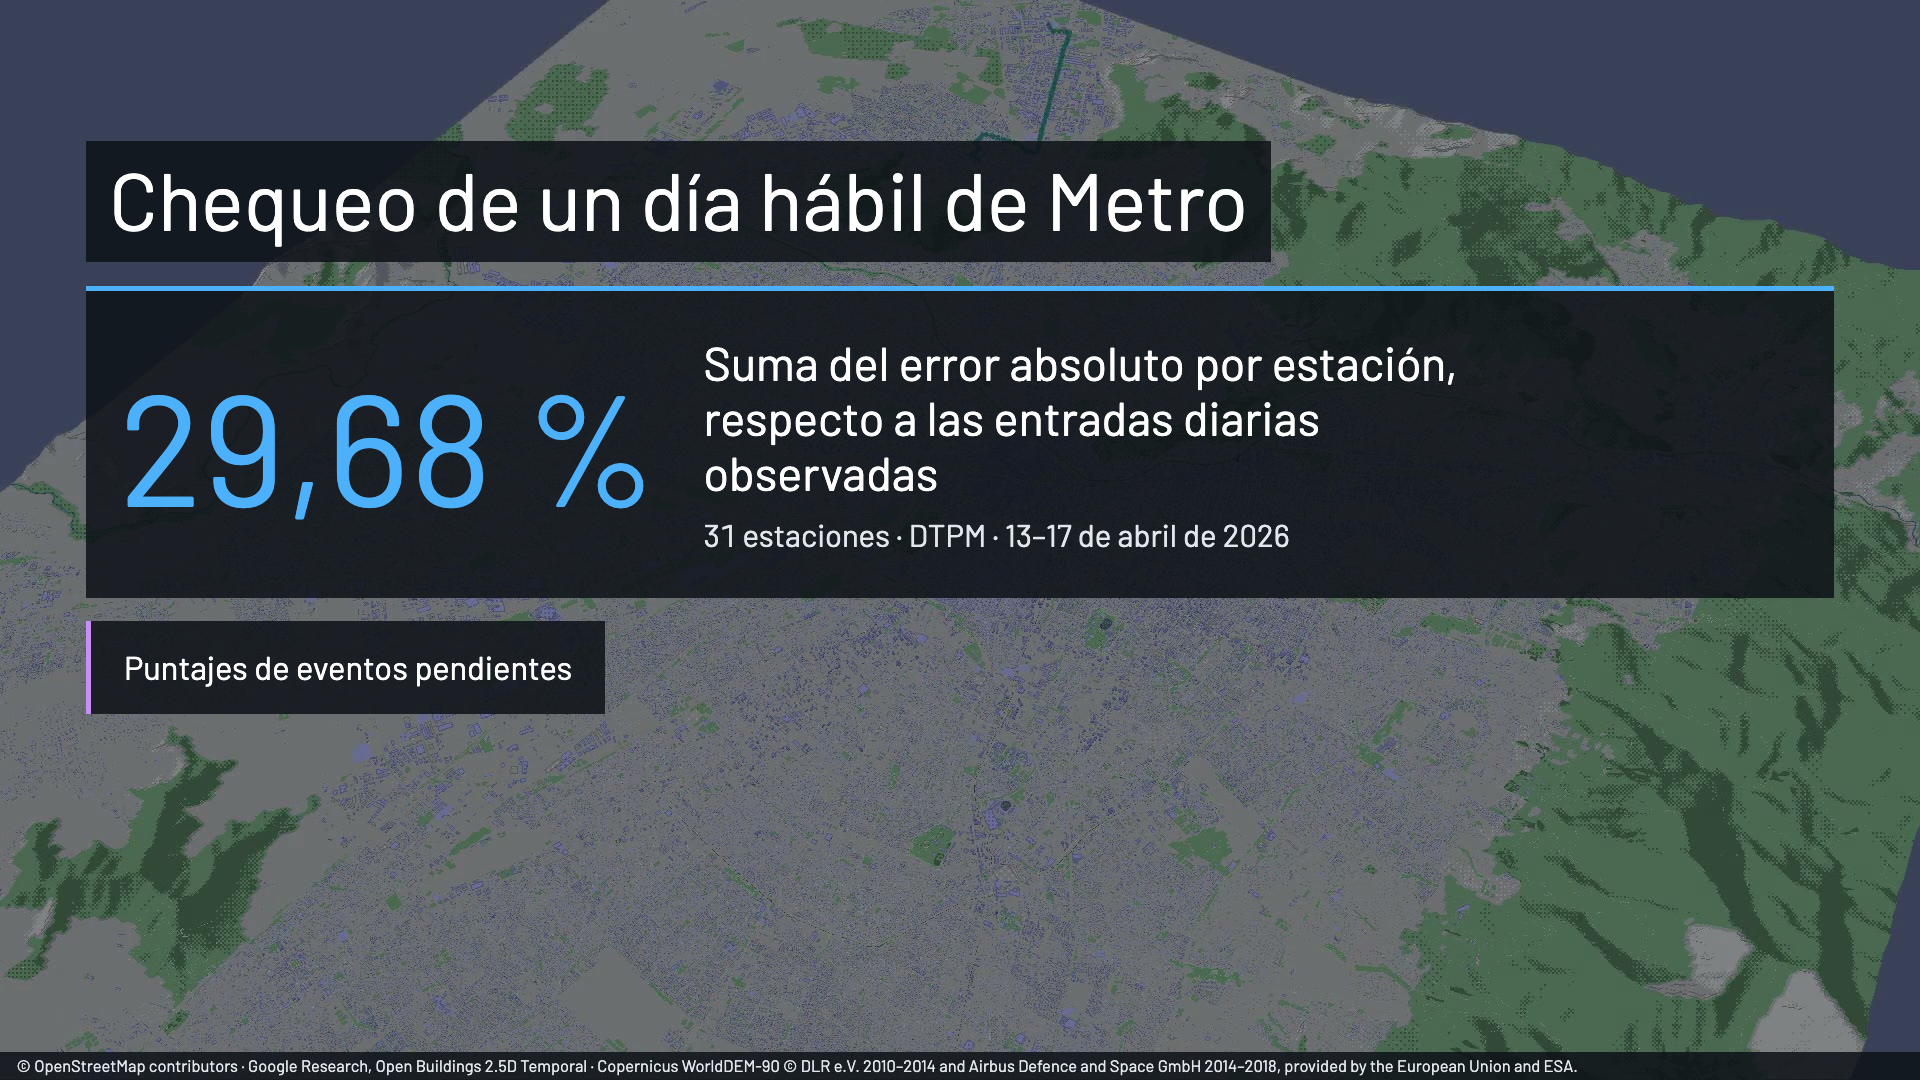 Chequeo de un día hábil de Metro
29,68 %
Suma del error absoluto por estación,
respecto a las entradas diarias
observadas
31 estaciones · DTPM · 13–17 de abril de 2026
Puntajes de eventos pendientes
© OpenStreetMap contributors · Google Research, Open Buildings 2.5D Temporal · Copernicus WorldDEM-90 © DLR e.V. 2010–2014 and Airbus Defence and Space GmbH 2014–2018, provided by the European Union and ESA.